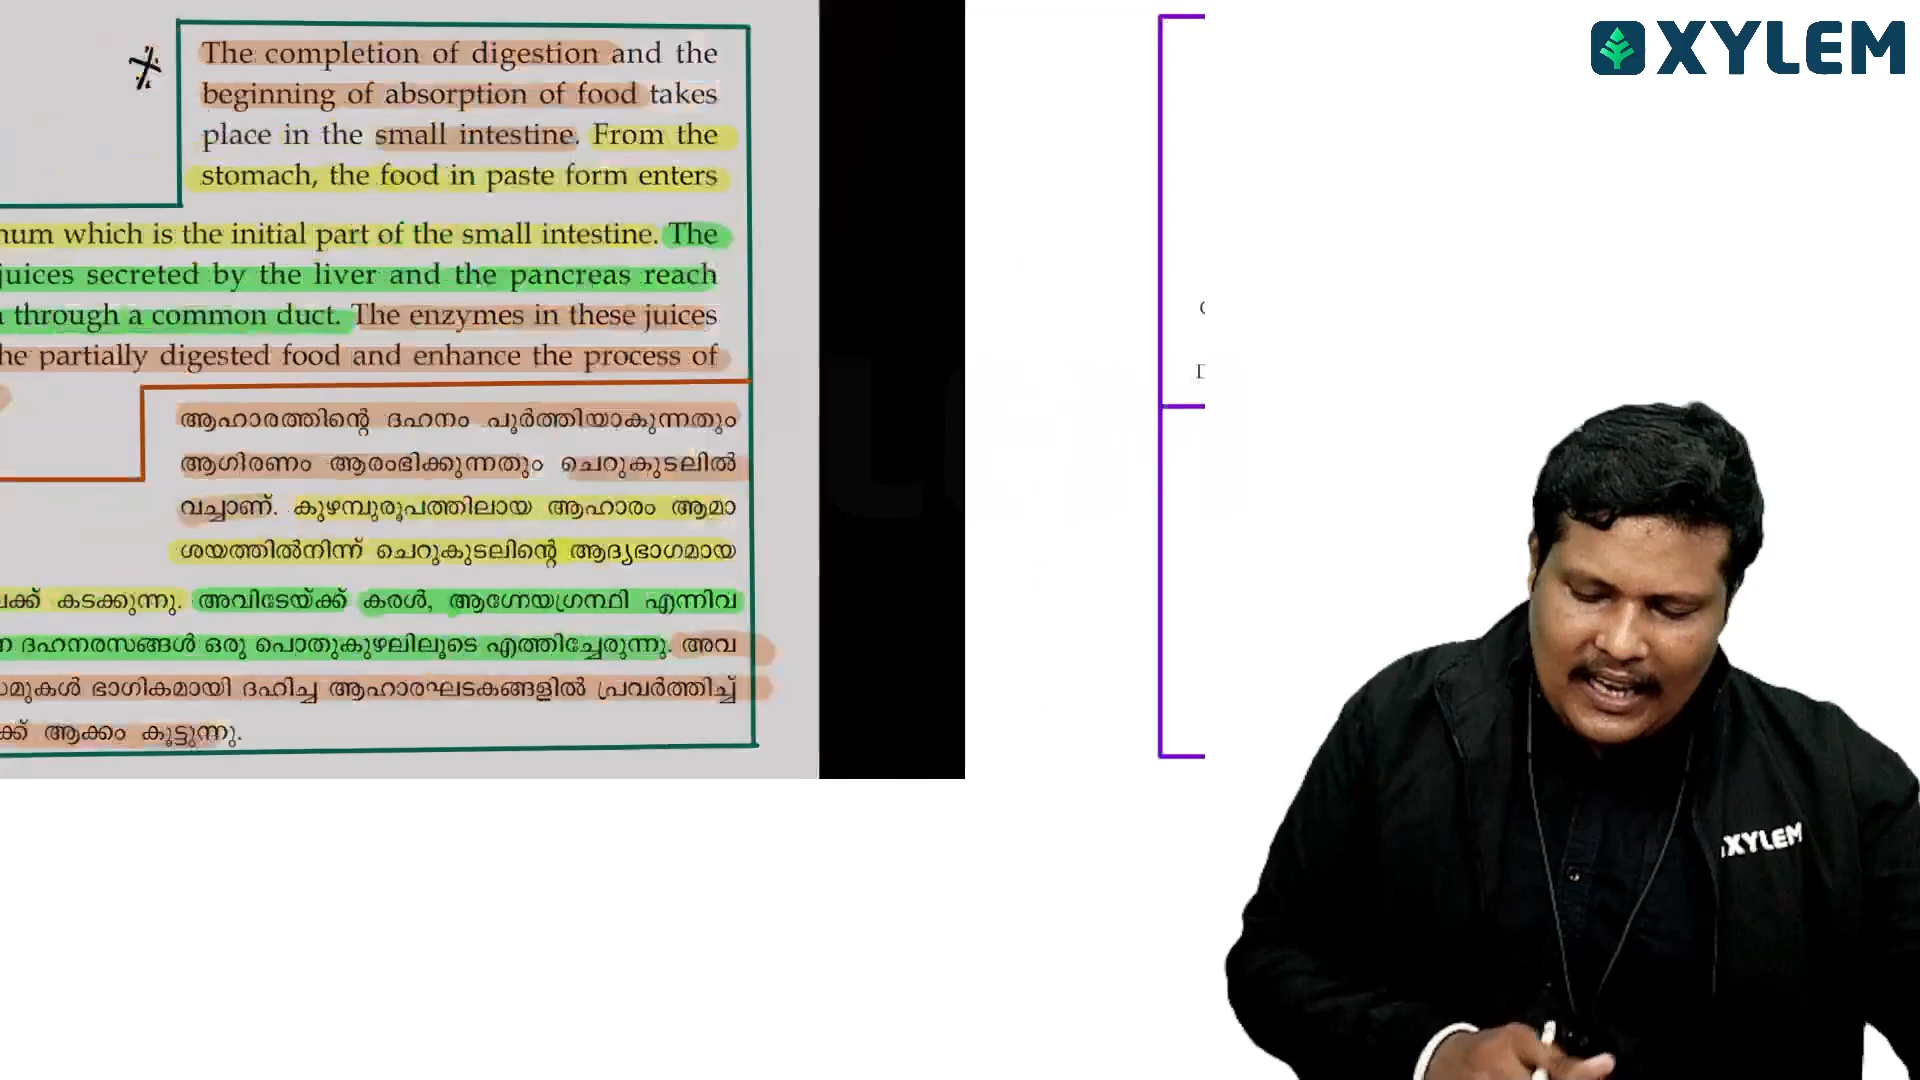 XYLEM
The completion of digestion and the
beginning of absorption of food takes
place in the small intestine. From the
stomach, the food in paste form enters
which is the initial part of the small intestine. The
juices secreted by the liver and the pancreas reach
through a common duct. The enzymes in these juices
partially digested food and enhance the process of
ആഹാരത്തിന്റെ ദഹനം പൂർത്തിയാകുന്നതും
ആഗിരണം ആരംഭിക്കുന്നതും ചെറുകുടലിൽ
വച്ചാണ്. കുഴമ്പുരൂപത്തിലായ ആഹാരം ആമാ
ശയത്തിൽനിന്ന് ചെറുകുടലിന്റെ ആദ്യഭാഗമായ
കടക്കുന്നു. അവിടേയ്ക്ക് കരൾ, ആഗ്നേയഗ്രന്ഥി എന്നിവ
ദഹനരസങ്ങൾ ഒരു പൊതുകുഴലിലൂടെ എത്തിച്ചേരുന്നു. അവ
ഭാഗികമായി ദഹിച്ച ആഹാരഘടകങ്ങളിൽ പ്രവർത്തിച്ച്
ആക്കം കൂട്ടുന്നു.
XYLEM